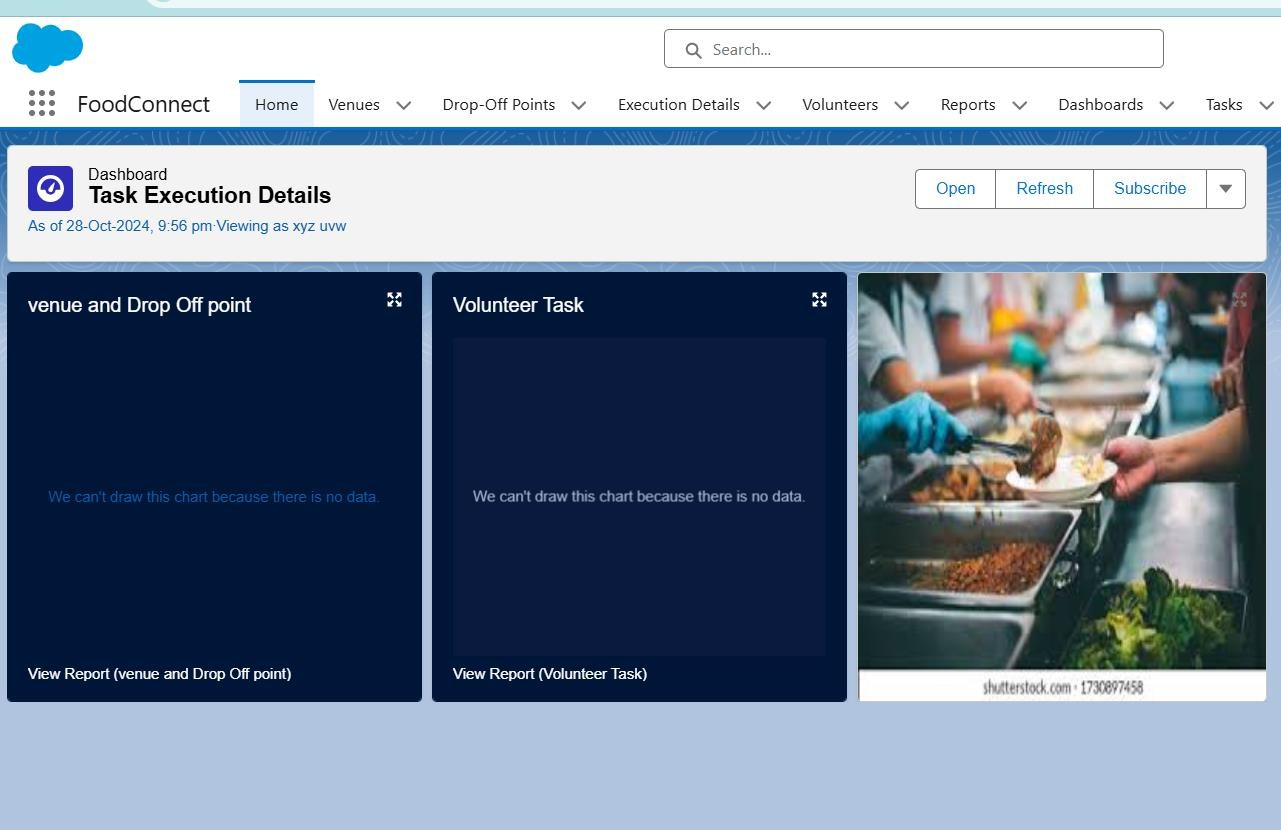 Search...
FoodConnect Home Venues Drop-Off Points Execution Details Volunteers Reports Dashboards Tasks
Dashboard
Task Execution Details
As of 28-Oct-2024, 9:56 pm·Viewing as xyz uvw
Open Refresh Subscribe
venue and Drop Off point
We can't draw this chart because there is no data.
View Report (venue and Drop Off point)
Volunteer Task
We can't draw this chart because there is no data.
View Report (Volunteer Task)
shutterstock.com · 1730897458